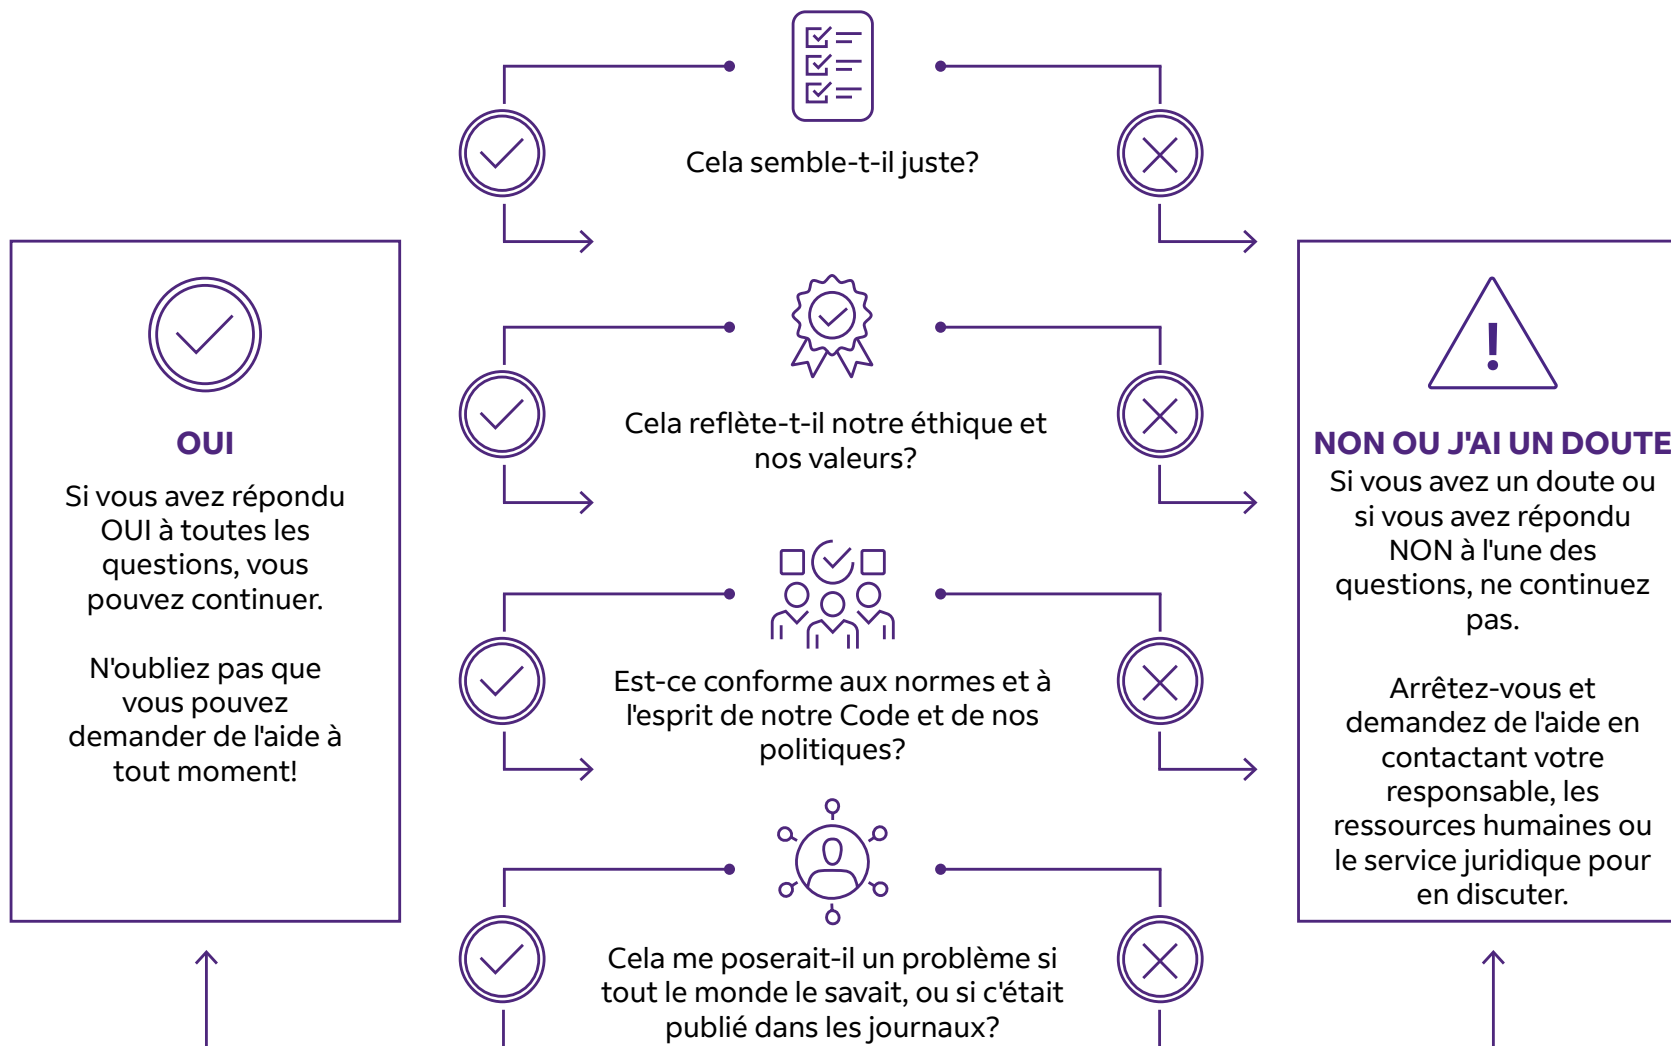 Cela semble-t-il juste?
OUI
Si vous avez répondu
OUI à toutes les
questions, vous
pouvez continuer.
N'oubliez pas que
vous pouvez
demander de l'aide à
tout moment!
Cela reflète-t-il notre éthique et
nos valeurs?
Est-ce conforme aux normes et à
l'esprit de notre Code et de nos
politiques?
Cela me poserait-il un problème si
tout le monde le savait, ou si c'était
publié dans les journaux?
!
NON OU J'AI UN DOUTE
Si vous avez un doute ou
si vous avez répondu
NON à l'une des
questions, ne continuez
pas.
Arrêtez-vous et
demandez de l'aide en
contactant votre
responsable, les
ressources humaines ou
le service juridique pour
en discuter.